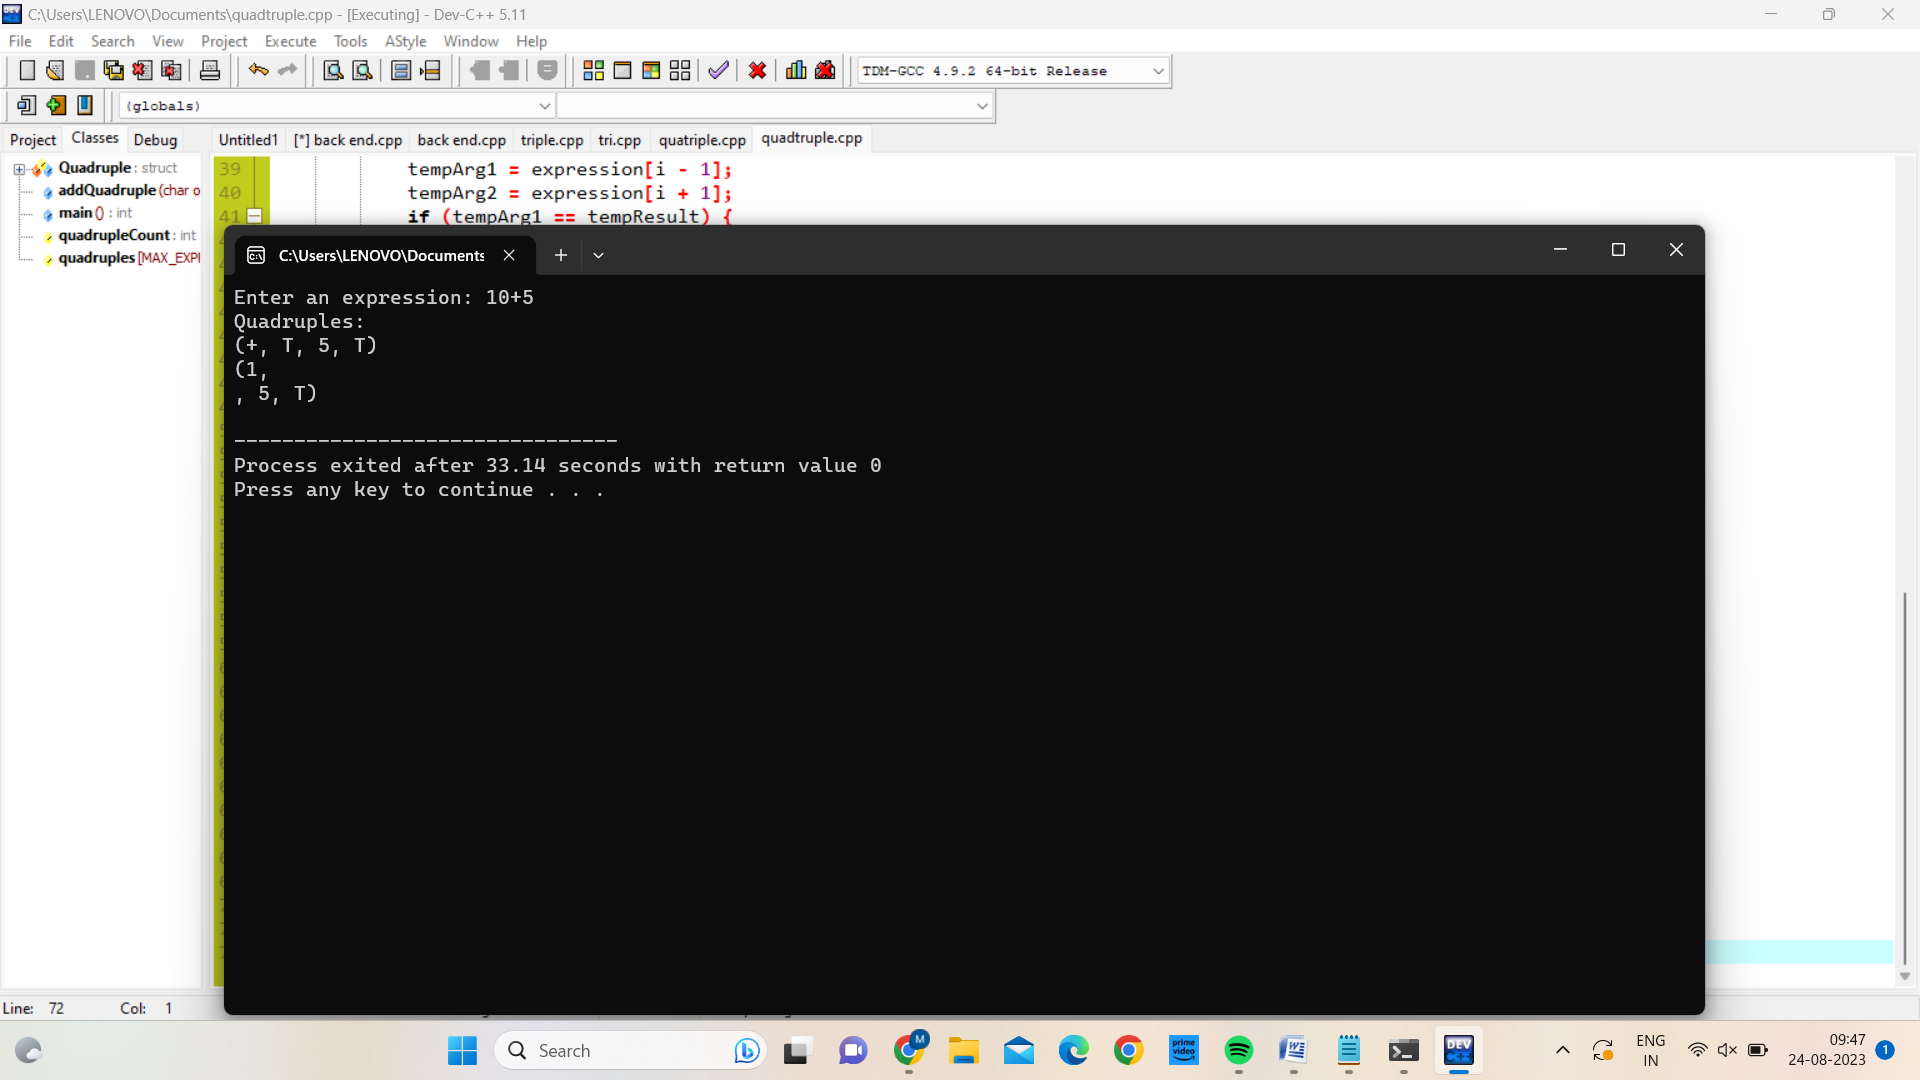 C:\Users\LENOVO\Documents\quadtruple.cpp - [Executing] - Dev-C++ 5.11
File Edit Search View Project Execute Tools AStyle Window Help
TDM-GCC 4.9.2 64-bit Release
(globals)
Project Classes Debug Untitled1 [*] back end.cpp back end.cpp triple.cpp tri.cpp quatriple.cpp quadtruple.cpp
Quadruple : struct
addQuadruple (char o
main () : int
quadrupleCount : int
quadruples [MAX_EXPI
39 tempArg1 = expression[i - 1];
40 tempArg2 = expression[i + 1];
41 if (tempArg1 == tempResult) {
C:\Users\LENOVO\Documents
Enter an expression: 10+5
Quadruples:
(+, T, 5, T)
(1,
, 5, T)
--------------------------------
Process exited after 33.14 seconds with return value 0
Press any key to continue . . .
Line: 72 Col: 1
Search
M
prime video
DEV C++
ENG
IN
09:47
24-08-2023
1